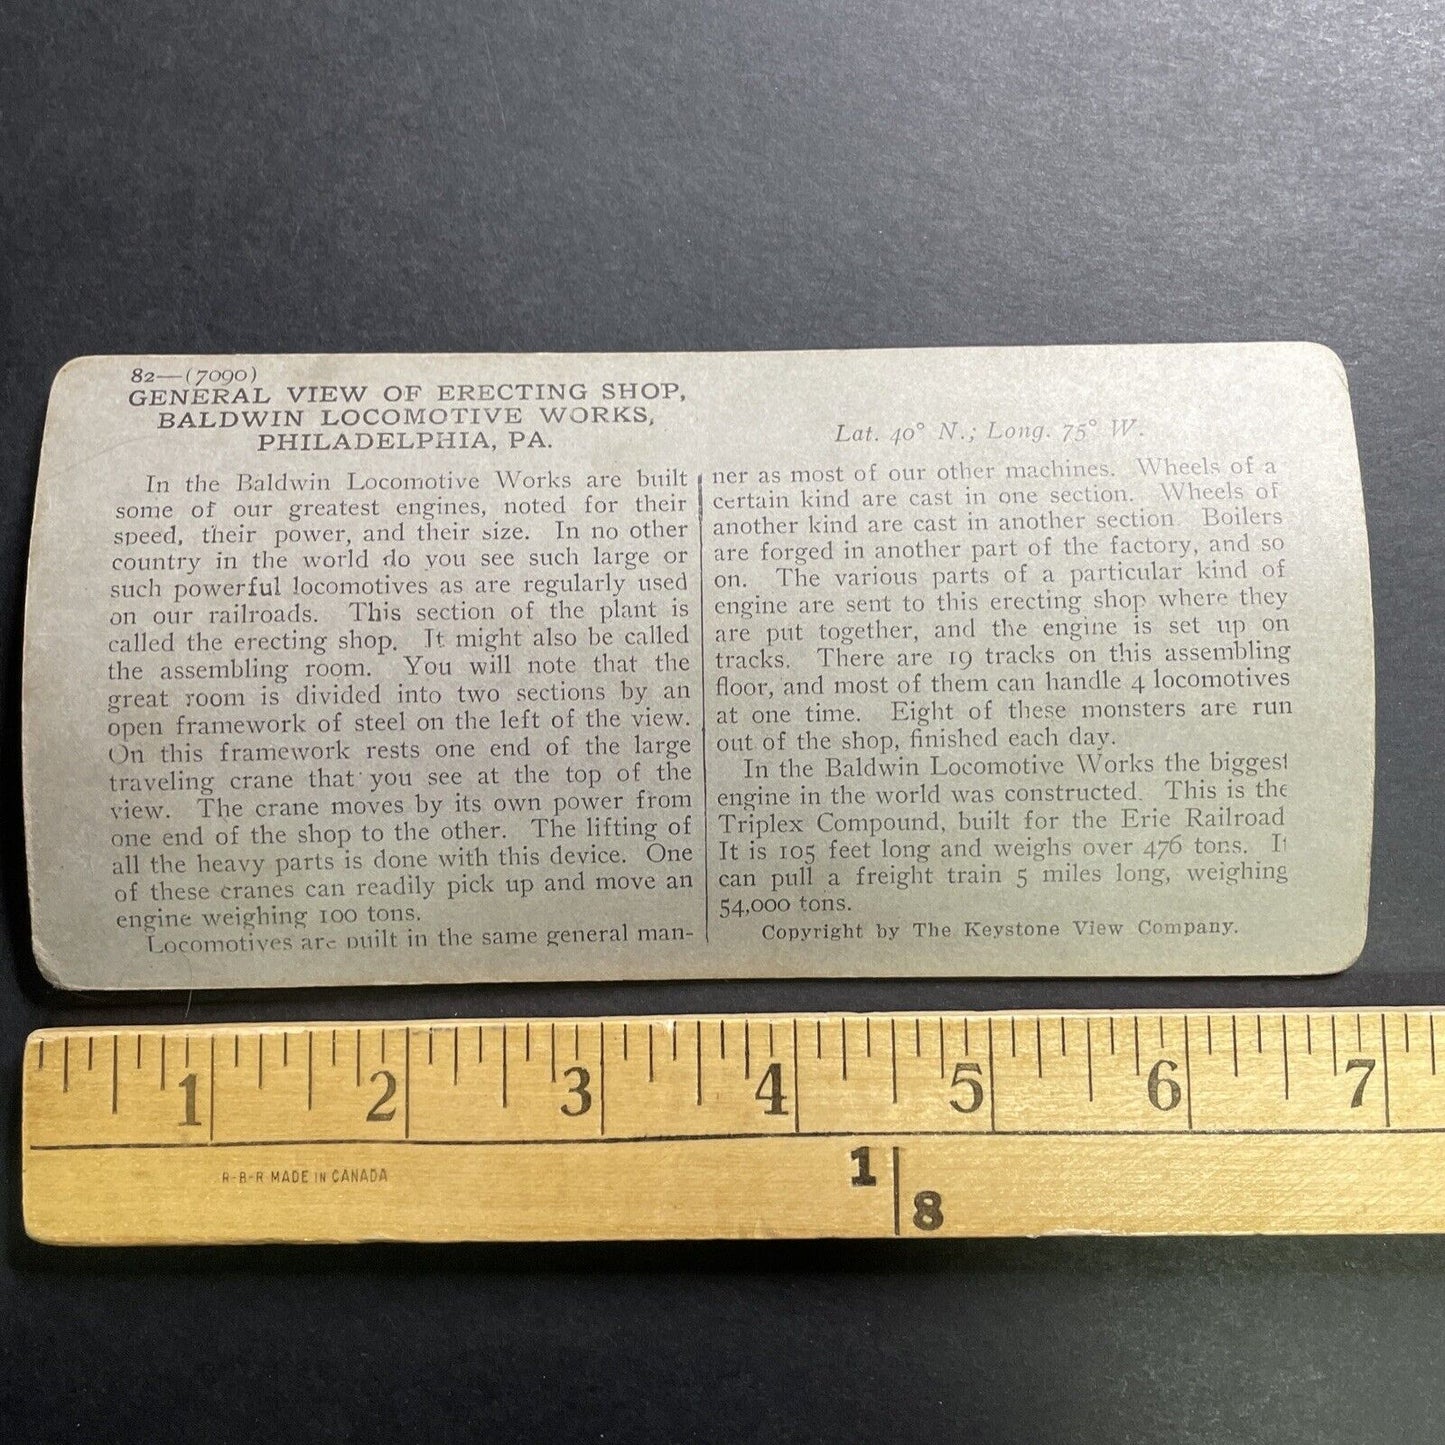 82—(7090)
GENERAL VIEW OF ERECTING SHOP,
BALDWIN LOCOMOTIVE WORKS,
PHILADELPHIA, PA.
Lat. 40° N.; Long. 75° W.
In the Baldwin Locomotive Works are built
some of our greatest engines, noted for their
speed, their power, and their size. In no other
country in the world do you see such large or
such powerful locomotives as are regularly used
on our railroads. This section of the plant is
called the erecting shop. It might also be called
the assembling room. You will note that the
great room is divided into two sections by an
open framework of steel on the left of the view.
On this framework rests one end of the large
traveling crane that you see at the top of the
view. The crane moves by its own power from
one end of the shop to the other. The lifting of
all the heavy parts is done with this device. One
of these cranes can readily pick up and move an
engine weighing 100 tons.
Locomotives are built in the same general man-
ner as most of our other machines. Wheels of a
certain kind are cast in one section. Wheels of
another kind are cast in another section. Boilers
are forged in another part of the factory, and so
on. The various parts of a particular kind of
engine are sent to this erecting shop where they
are put together, and the engine is set up on
tracks. There are 19 tracks on this assembling
floor, and most of them can handle 4 locomotives
at one time. Eight of these monsters are run
out of the shop, finished each day.
In the Baldwin Locomotive Works the biggest
engine in the world was constructed. This is the
Triplex Compound, built for the Erie Railroad
It is 105 feet long and weighs over 476 tons. It
can pull a freight train 5 miles long, weighing
54,000 tons.
Copyright by The Keystone View Company.
1 2 3 4 5 6 7
R-B-R MADE IN CANADA
1 8